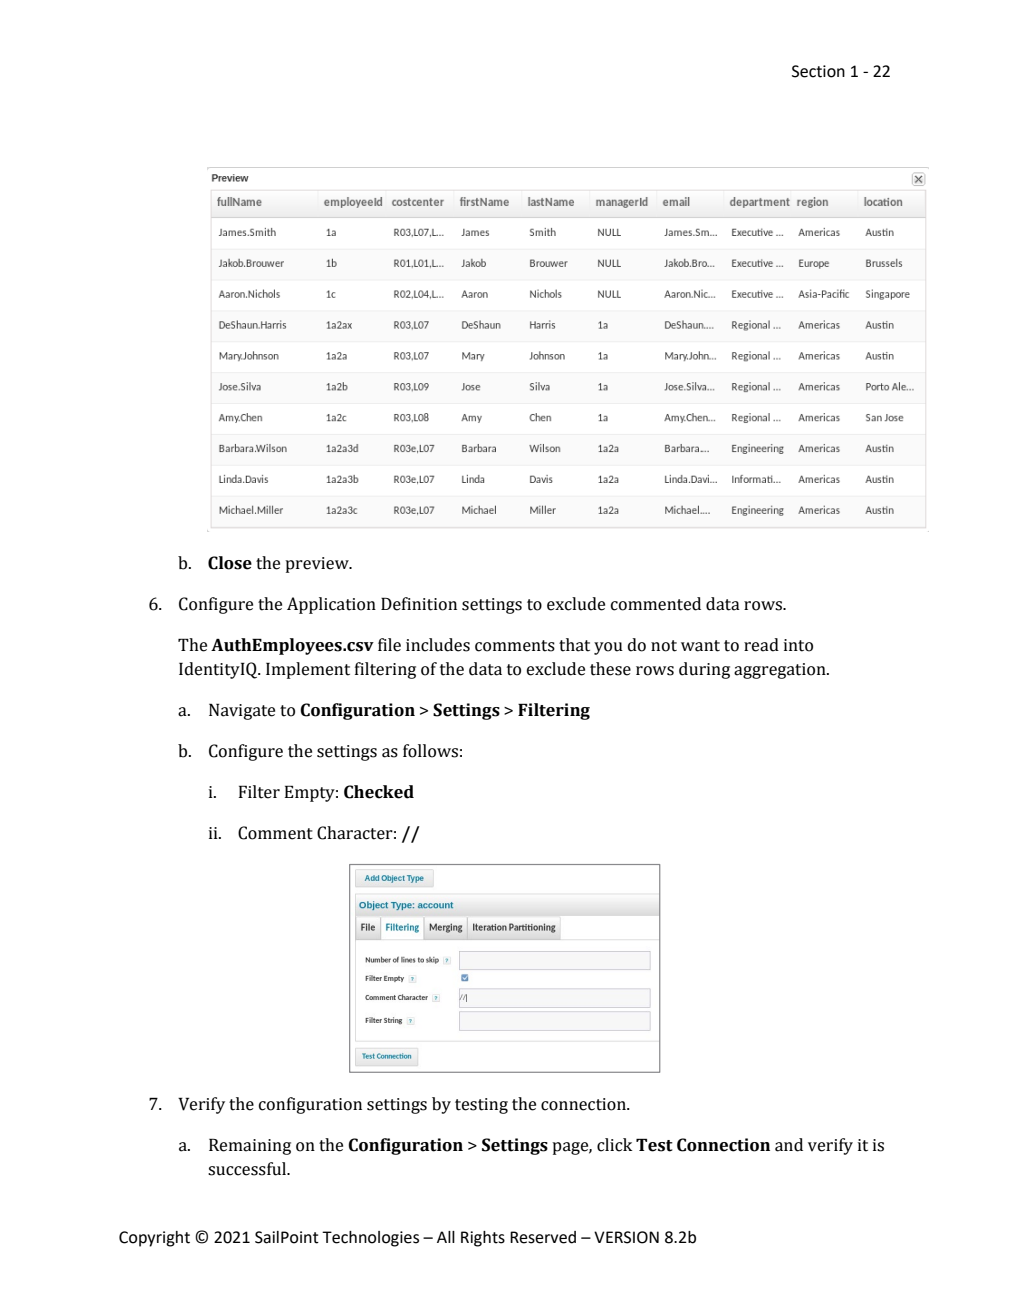 Section 1 - 22
Preview
fullName employeeId costcenter firstName lastName managerId email department region location
James.Smith 1a R03,L07,L... James Smith NULL James.Sm... Executive ... Americas Austin
Jakob.Brouwer 1b R01,L01,L... Jakob Brouwer NULL Jakob.Bro... Executive ... Europe Brussels
Aaron.Nichols 1c R02,L04,L... Aaron Nichols NULL Aaron.Nic... Executive ... Asia-Pacific Singapore
DeShaun.Harris 1a2ax R03,L07 DeShaun Harris 1a DeShaun.... Regional ... Americas Austin
Mary.Johnson 1a2a R03,L07 Mary Johnson 1a Mary.John... Regional ... Americas Austin
Jose.Silva 1a2b R03,L09 Jose Silva 1a Jose.Silva... Regional ... Americas Porto Ale...
Amy.Chen 1a2c R03,L08 Amy Chen 1a Amy.Chen... Regional ... Americas San Jose
Barbara.Wilson 1a2a3d R03e,L07 Barbara Wilson 1a2a Barbara.... Engineering Americas Austin
Linda.Davis 1a2a3b R03e,L07 Linda Davis 1a2a Linda.Davi... Informati... Americas Austin
Michael.Miller 1a2a3c R03e,L07 Michael Miller 1a2a Michael.... Engineering Americas Austin
b. Close the preview.
6. Configure the Application Definition settings to exclude commented data rows.
The AuthEmployees.csv file includes comments that you do not want to read into
IdentityIQ. Implement filtering of the data to exclude these rows during aggregation.
a. Navigate to Configuration > Settings > Filtering
b. Configure the settings as follows:
i. Filter Empty: Checked
ii. Comment Character: //
Add Object Type
Object Type: account
File Filtering Merging Iteration Partitioning
Number of lines to skip ?
Filter Empty ?
Comment Character ? //
Filter String ?
Test Connection
7. Verify the configuration settings by testing the connection.
a. Remaining on the Configuration > Settings page, click Test Connection and verify it is
successful.
Copyright © 2021 SailPoint Technologies – All Rights Reserved – VERSION 8.2b